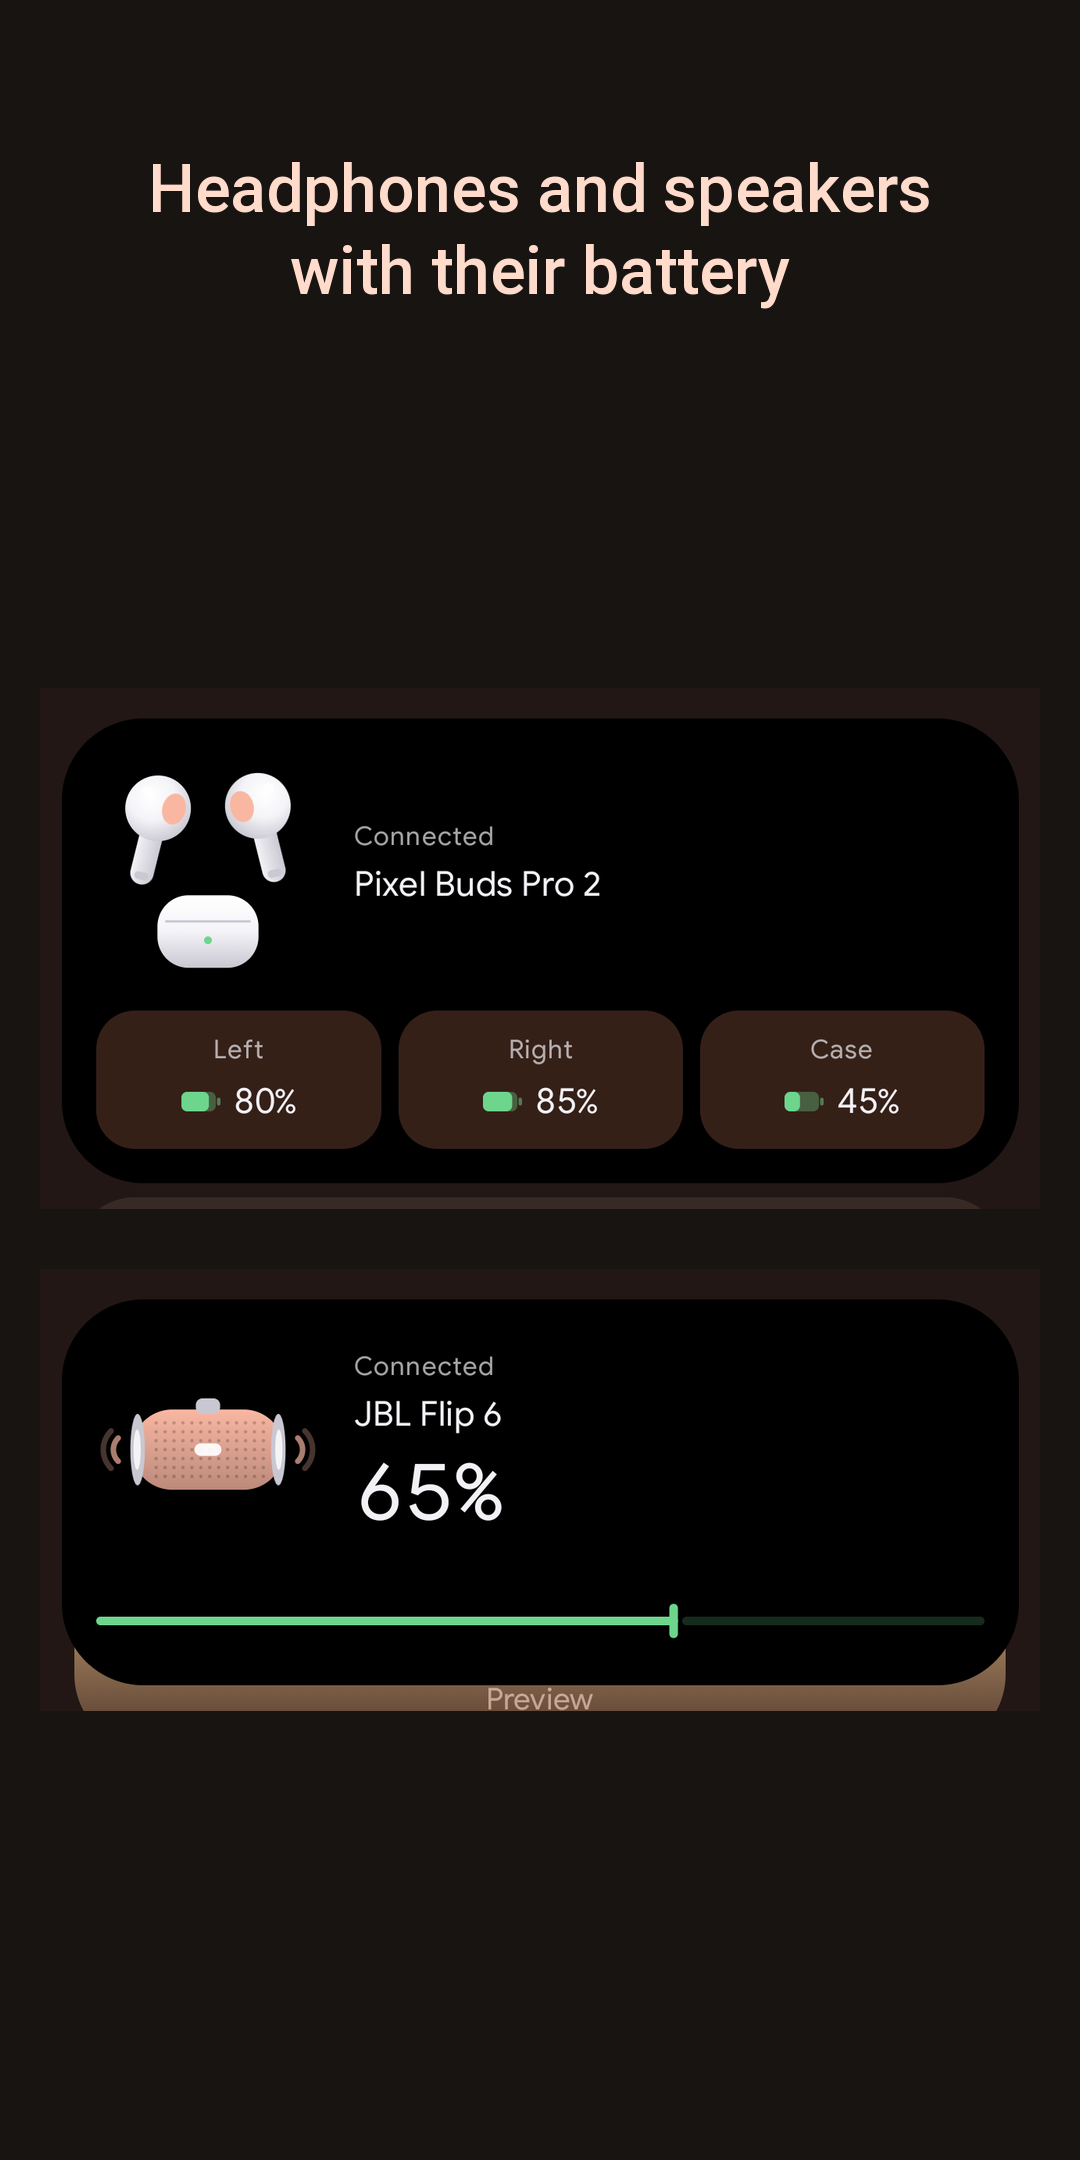 Headphones and speakers
with their battery
Connected
Pixel Buds Pro 2
Left
Right
Case
80%
85%
45%
Connected
JBL Flip 6
65%
Preview